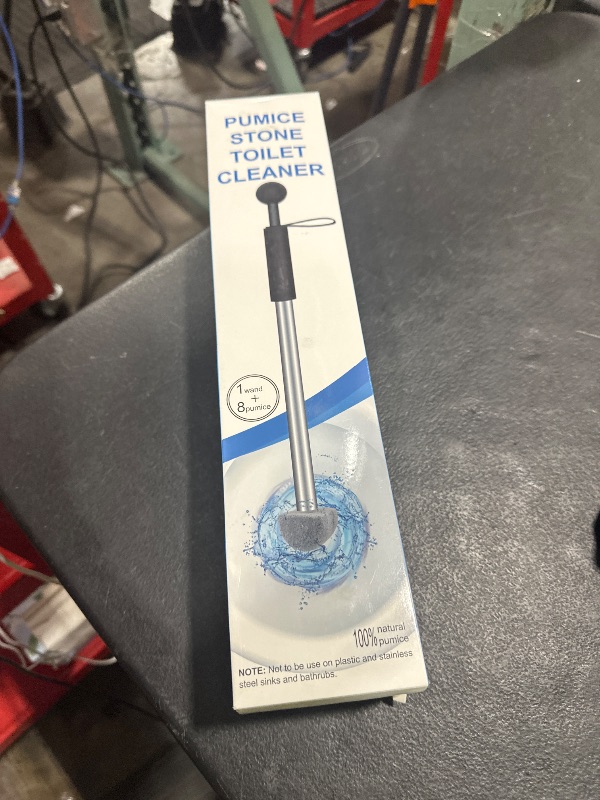 PUMICE
STONE
TOILET
CLEANER
1 wand
+
8 pumice
100% natural
pumice
NOTE: Not to be use on plastic and stainless
steel sinks and bathrubs.